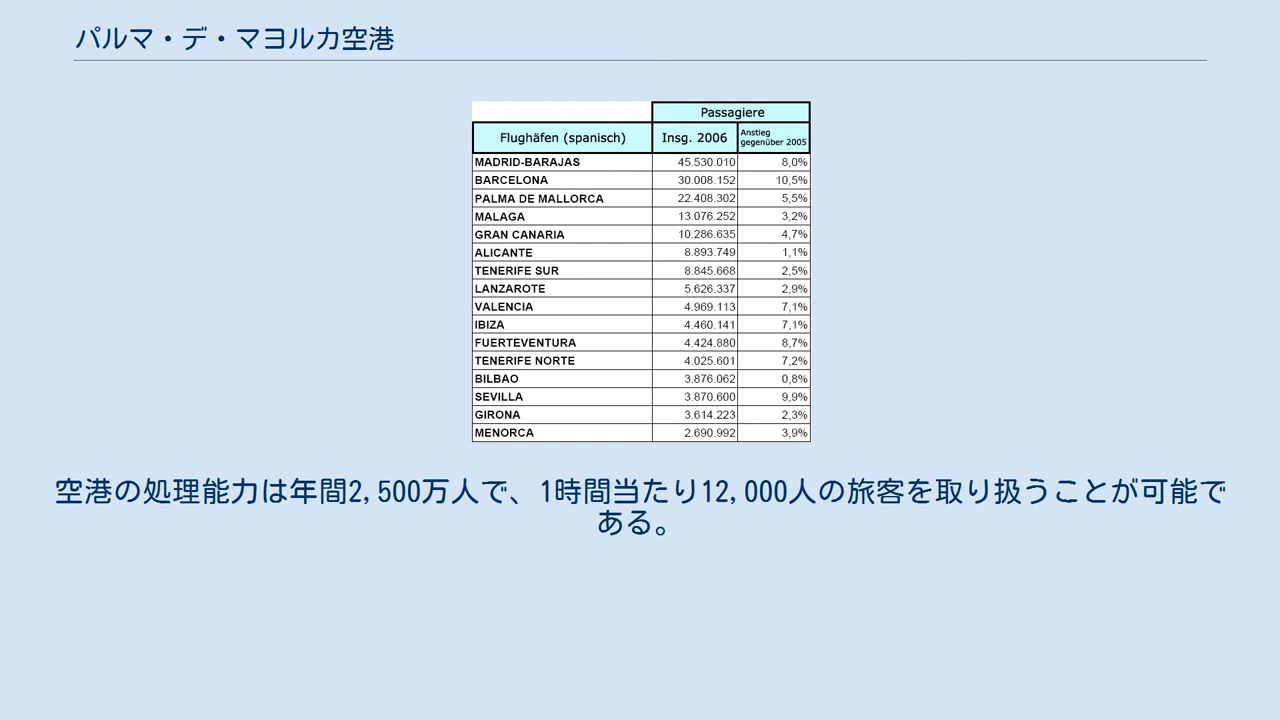 パルマ・デ・マヨルカ空港
Passagiere
Flughäfen (spanisch) Insg. 2006 Anstieg gegenüber 2005
MADRID-BARAJAS 45.530.010 8,0%
BARCELONA 30.008.152 10,5%
PALMA DE MALLORCA 22.408.302 5,5%
MALAGA 13.076.252 3,2%
GRAN CANARIA 10.286.635 4,7%
ALICANTE 8.893.749 1,1%
TENERIFE SUR 8.845.668 2,5%
LANZAROTE 5.626.337 2,9%
VALENCIA 4.969.113 7,1%
IBIZA 4.460.141 7,1%
FUERTEVENTURA 4.424.880 8,7%
TENERIFE NORTE 4.025.601 7,2%
BILBAO 3.876.062 0,8%
SEVILLA 3.870.600 9,9%
GIRONA 3.614.223 2,3%
MENORCA 2.690.992 3,9%
空港の処理能力は年間2,500万人で、1時間当たり12,000人の旅客を取り扱うことが可能で
ある。